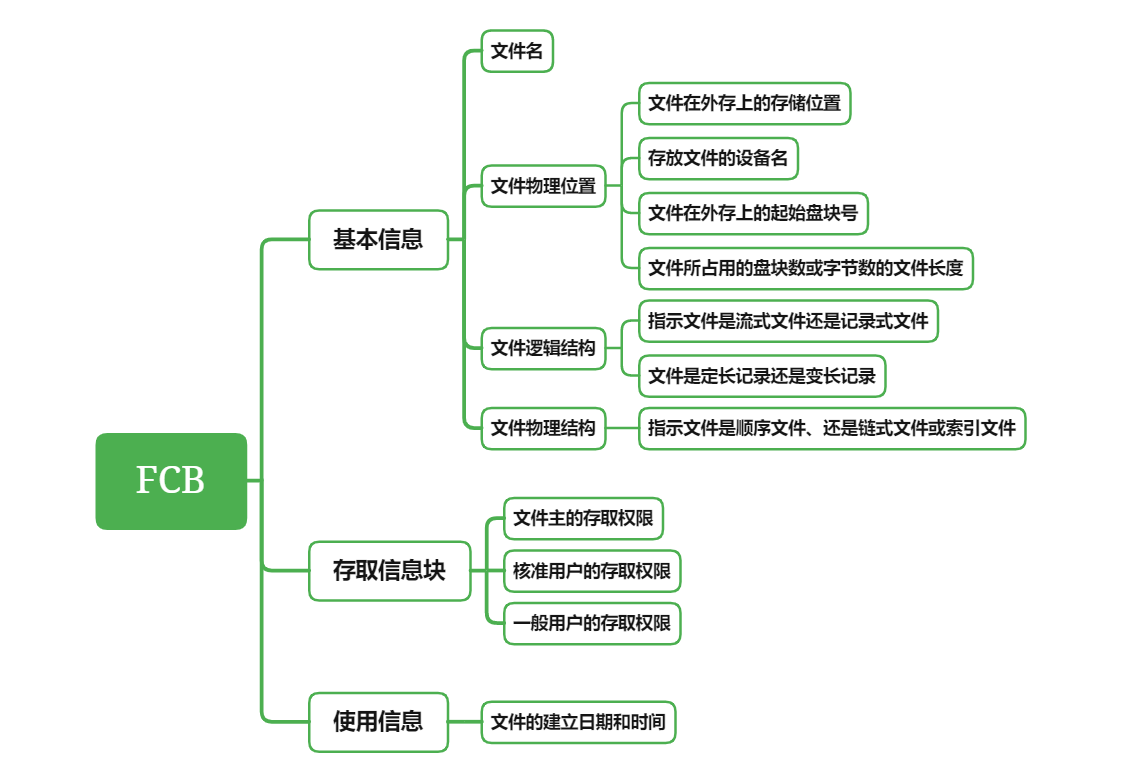 FCB
基本信息
文件名
文件物理位置
文件在外存上的存储位置
存放文件的设备名
文件在外存上的起始盘块号
文件所占用的盘块数或字节数的文件长度
文件逻辑结构
指示文件是流式文件还是记录式文件
文件是定长记录还是变长记录
文件物理结构
指示文件是顺序文件、还是链式文件或索引文件
存取信息块
文件主的存取权限
核准用户的存取权限
一般用户的存取权限
使用信息
文件的建立日期和时间